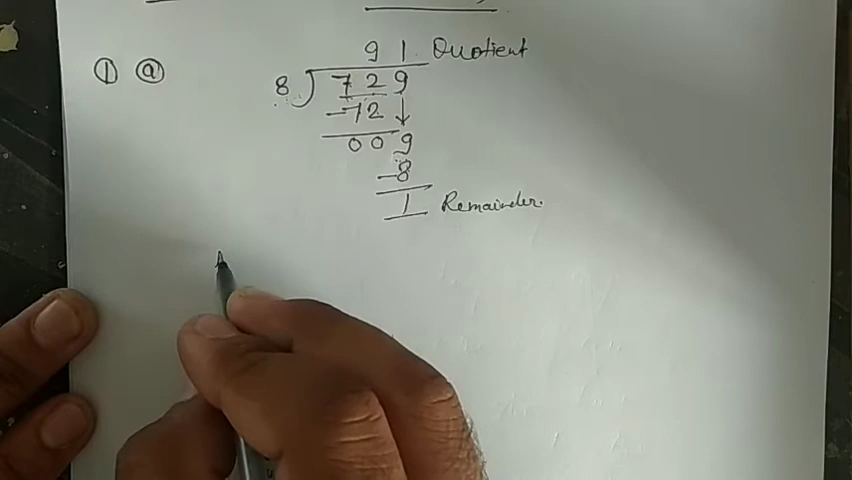 9 1 Quotient
① ⓐ 8 ) 7 2 9
- 7 2 ↓
0 0 9
- 8
1 Remainder.